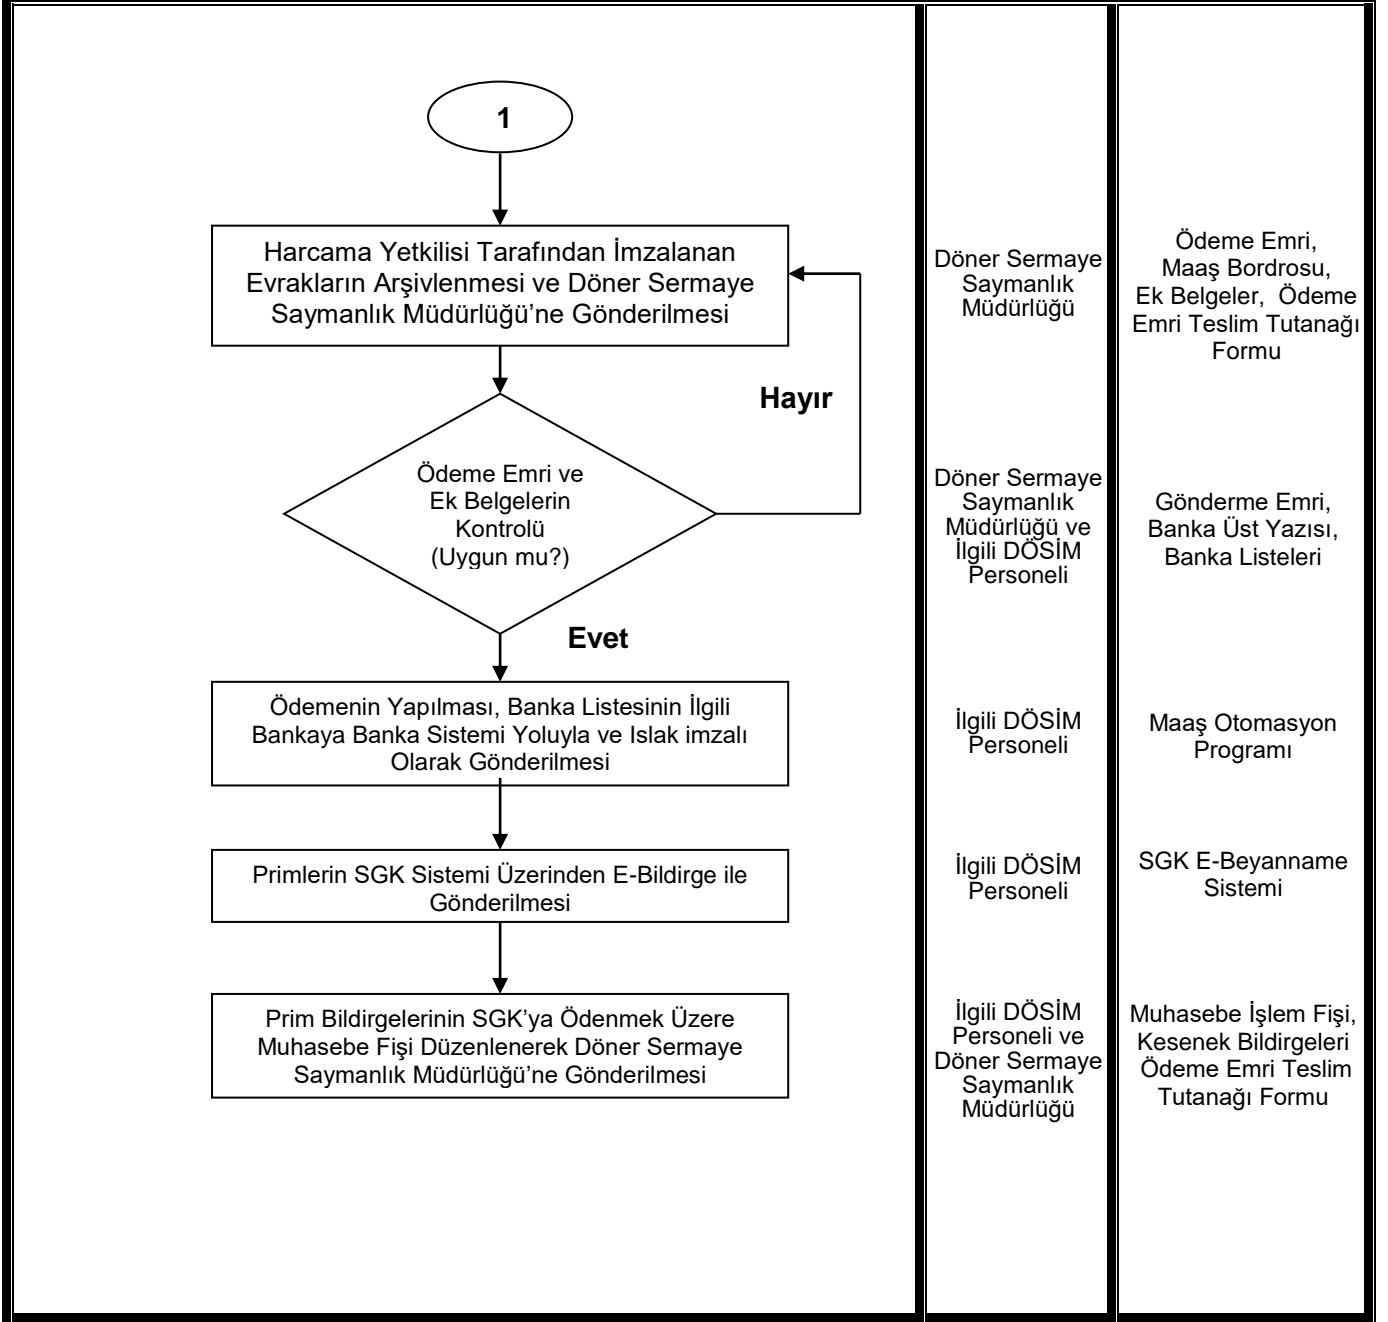 1
Harcama Yetkilisi Tarafından İmzalanan
Evrakların Arşivlenmesi ve Döner Sermaye
Saymanlık Müdürlüğü’ne Gönderilmesi
Döner Sermaye
Saymanlık
Müdürlüğü
Ödeme Emri,
Maaş Bordrosu,
Ek Belgeler, Ödeme
Emri Teslim Tutanağı
Formu
Hayır
Ödeme Emri ve
Ek Belgelerin
Kontrolü
(Uygun mu?)
Döner Sermaye
Saymanlık
Müdürlüğü ve
İlgili DÖSİM
Personeli
Gönderme Emri,
Banka Üst Yazısı,
Banka Listeleri
Evet
Ödemenin Yapılması, Banka Listesinin İlgili
Bankaya Banka Sistemi Yoluyla ve Islak imzalı
Olarak Gönderilmesi
İlgili DÖSİM
Personeli
Maaş Otomasyon
Programı
Primlerin SGK Sistemi Üzerinden E-Bildirge ile
Gönderilmesi
İlgili DÖSİM
Personeli
SGK E-Beyanname
Sistemi
Prim Bildirgelerinin SGK’ya Ödenmek Üzere
Muhasebe Fişi Düzenlenerek Döner Sermaye
Saymanlık Müdürlüğü’ne Gönderilmesi
İlgili DÖSİM
Personeli ve
Döner Sermaye
Saymanlık
Müdürlüğü
Muhasebe İşlem Fişi,
Kesenek Bildirgeleri
Ödeme Emri Teslim
Tutanağı Formu